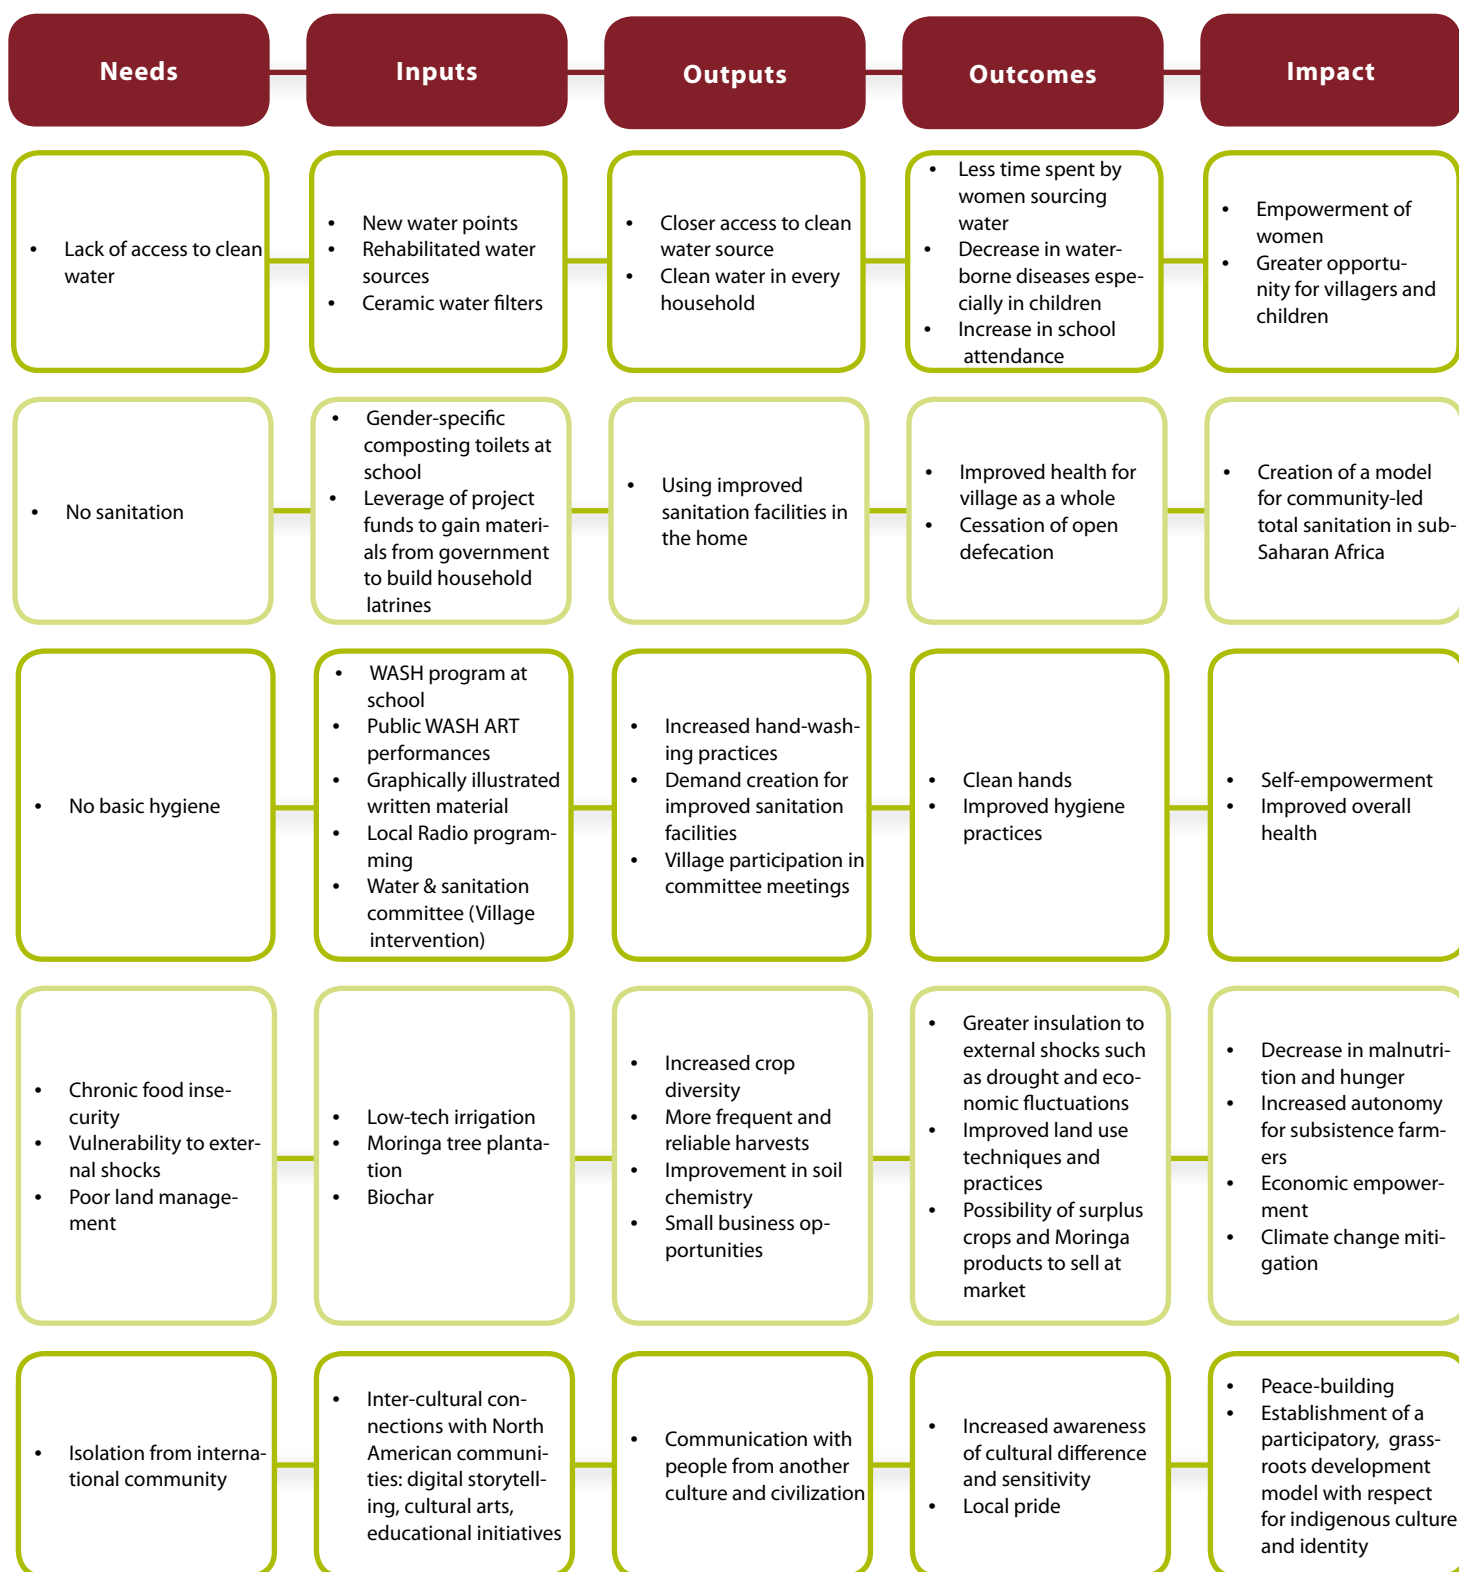 Needs
Inputs
Outputs
Outcomes
Impact
• Lack of access to clean
water
• New water points
• Rehabilitated water
sources
• Ceramic water filters
• Closer access to clean
water source
• Clean water in every
household
• Less time spent by
women sourcing
water
• Decrease in water-
borne diseases espe-
cially in children
• Increase in school
attendance
• Empowerment of
women
• Greater opportu-
nity for villagers and
children
• No sanitation
• Gender-specific
composting toilets at
school
• Leverage of project
funds to gain materi-
als from government
to build household
latrines
• Using improved
sanitation facilities in
the home
• Improved health for
village as a whole
• Cessation of open
defecation
• Creation of a model
for community-led
total sanitation in sub-
Saharan Africa
• No basic hygiene
• WASH program at
school
• Public WASH ART
performances
• Graphically illustrated
written material
• Local Radio program-
ming
• Water & sanitation
committee (Village
intervention)
• Increased hand-wash-
ing practices
• Demand creation for
improved sanitation
facilities
• Village participation in
committee meetings
• Clean hands
• Improved hygiene
practices
• Self-empowerment
• Improved overall
health
• Chronic food inse-
curity
• Vulnerability to exter-
nal shocks
• Poor land manage-
ment
• Low-tech irrigation
• Moringa tree planta-
tion
• Biochar
• Increased crop
diversity
• More frequent and
reliable harvests
• Improvement in soil
chemistry
• Small business op-
portunities
• Greater insulation to
external shocks such
as drought and eco-
nomic fluctuations
• Improved land use
techniques and
practices
• Possibility of surplus
crops and Moringa
products to sell at
market
• Decrease in malnutri-
tion and hunger
• Increased autonomy
for subsistence farm-
ers
• Economic empower-
ment
• Climate change miti-
gation
• Isolation from interna-
tional community
• Inter-cultural con-
nections with North
American communi-
ties: digital storytell-
ing, cultural arts,
educational initiatives
• Communication with
people from another
culture and civilization
• Increased awareness
of cultural difference
and sensitivity
• Local pride
• Peace-building
• Establishment of a
participatory, grass-
roots development
model with respect
for indigenous culture
and identity